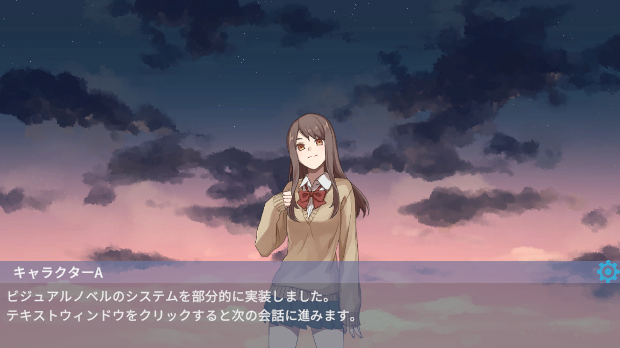 キャラクターA
ビジュアルノベルのシステムを部分的に実装しました。
テキストウィンドウをクリックすると次の会話に進みます。